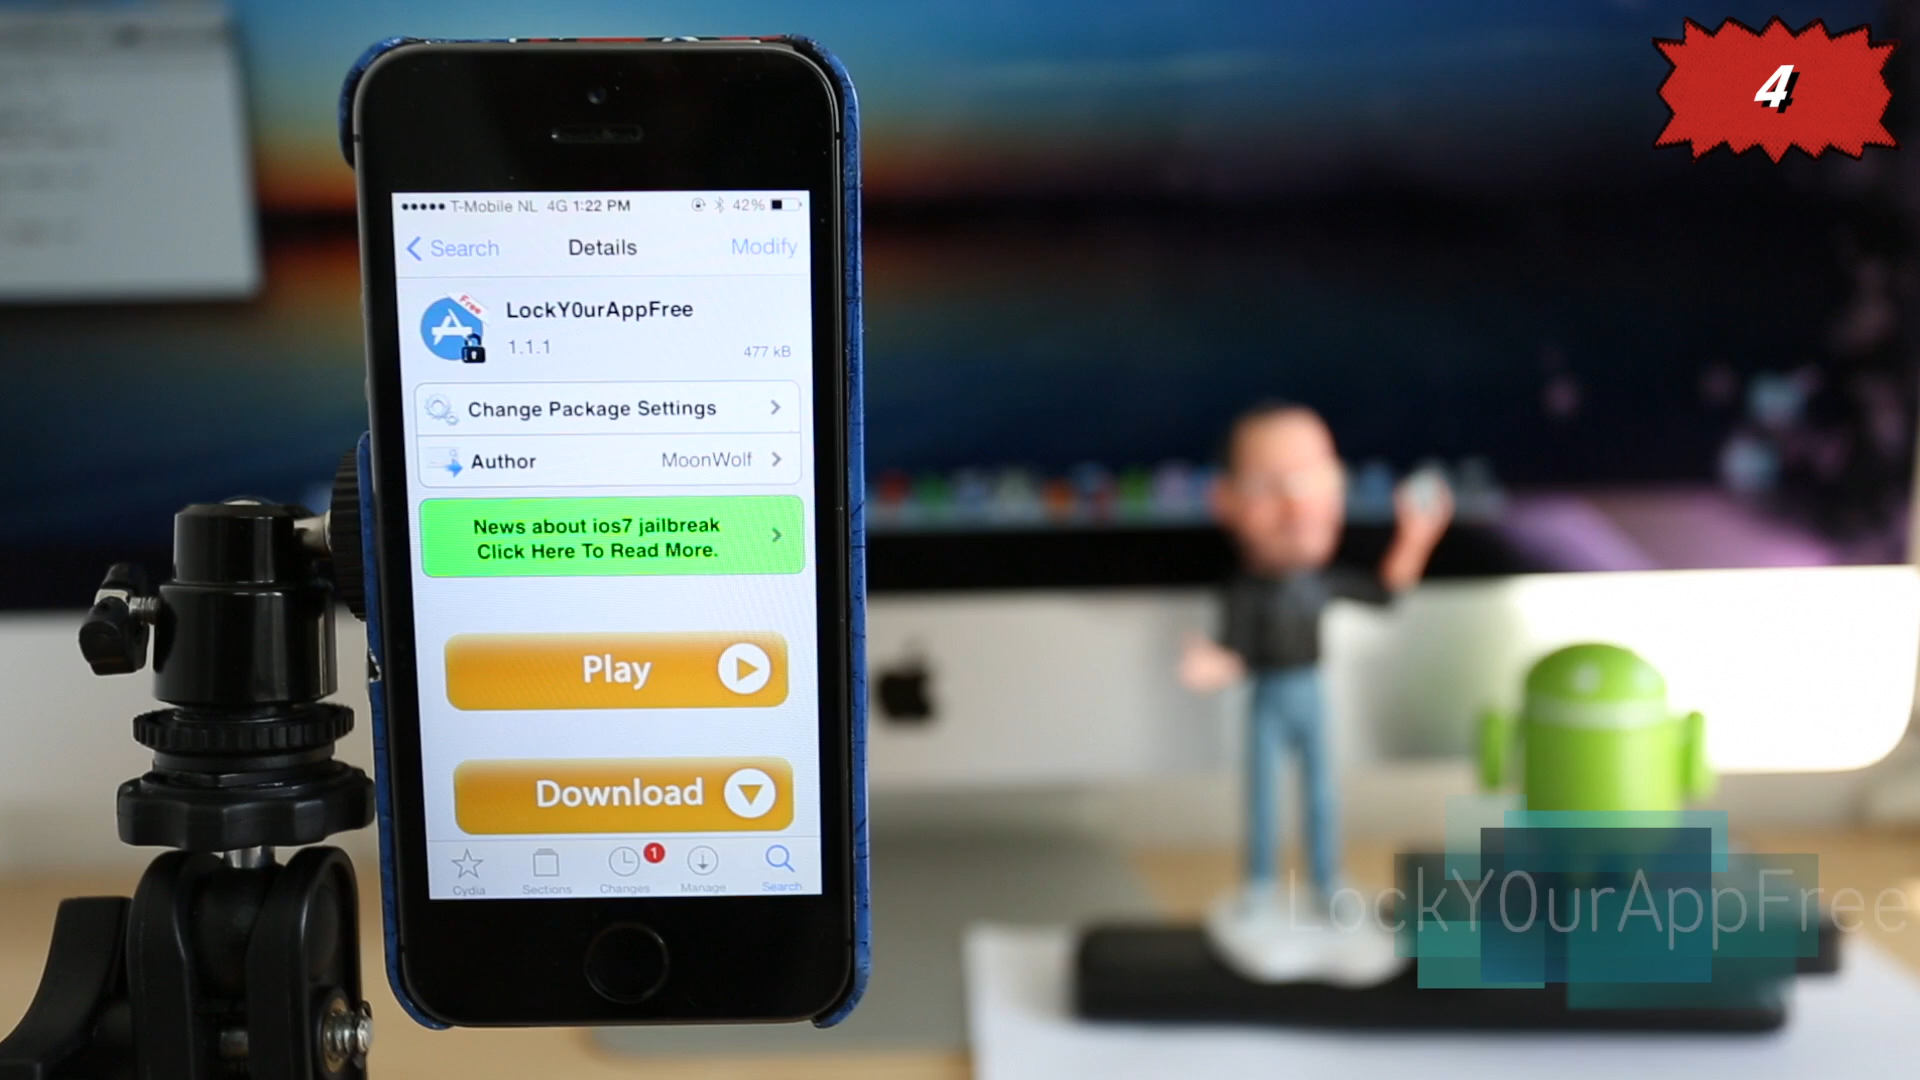 4
T-Mobile NL 4G 1:22 PM 42%
Search Details Modify
Free
LockY0urAppFree
1.1.1
477 kB
Change Package Settings
Author MoonWolf
News about ios7 jailbreak
Click Here To Read More.
Play
Download
1
Cydia Sections Changes Manage Search
LockY0urAppFree